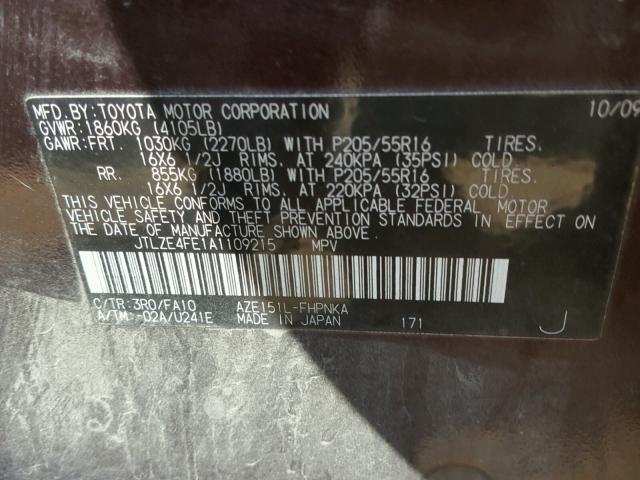 MFD.BY:TOYOTA MOTOR CORPORATION 10/09
GVWR:1860KG (4105LB)
GAWR:FRT. 1030KG (2270LB) WITH P205/55R16 TIRES.
16X6 1/2J RIMS. AT 240KPA (35PSI) COLD
RR. 855KG (1880LB) WITH P205/55R16 TIRES.
16X6 1/2J RIMS. AT 220KPA (32PSI) COLD
THIS VEHICLE CONFORMS TO ALL APPLICABLE FEDERAL MOTOR
VEHICLE SAFETY AND THEFT PREVENTION STANDARDS IN EFFECT ON
THE DATE OF MANUFACTURE SHOWN ABOVE.
JTLZE4FE1A1109215 MPV
C/TR:3R0/FA10 AZE151L-FHPNKA
A/TM:-02A/U241E MADE IN JAPAN 171 J